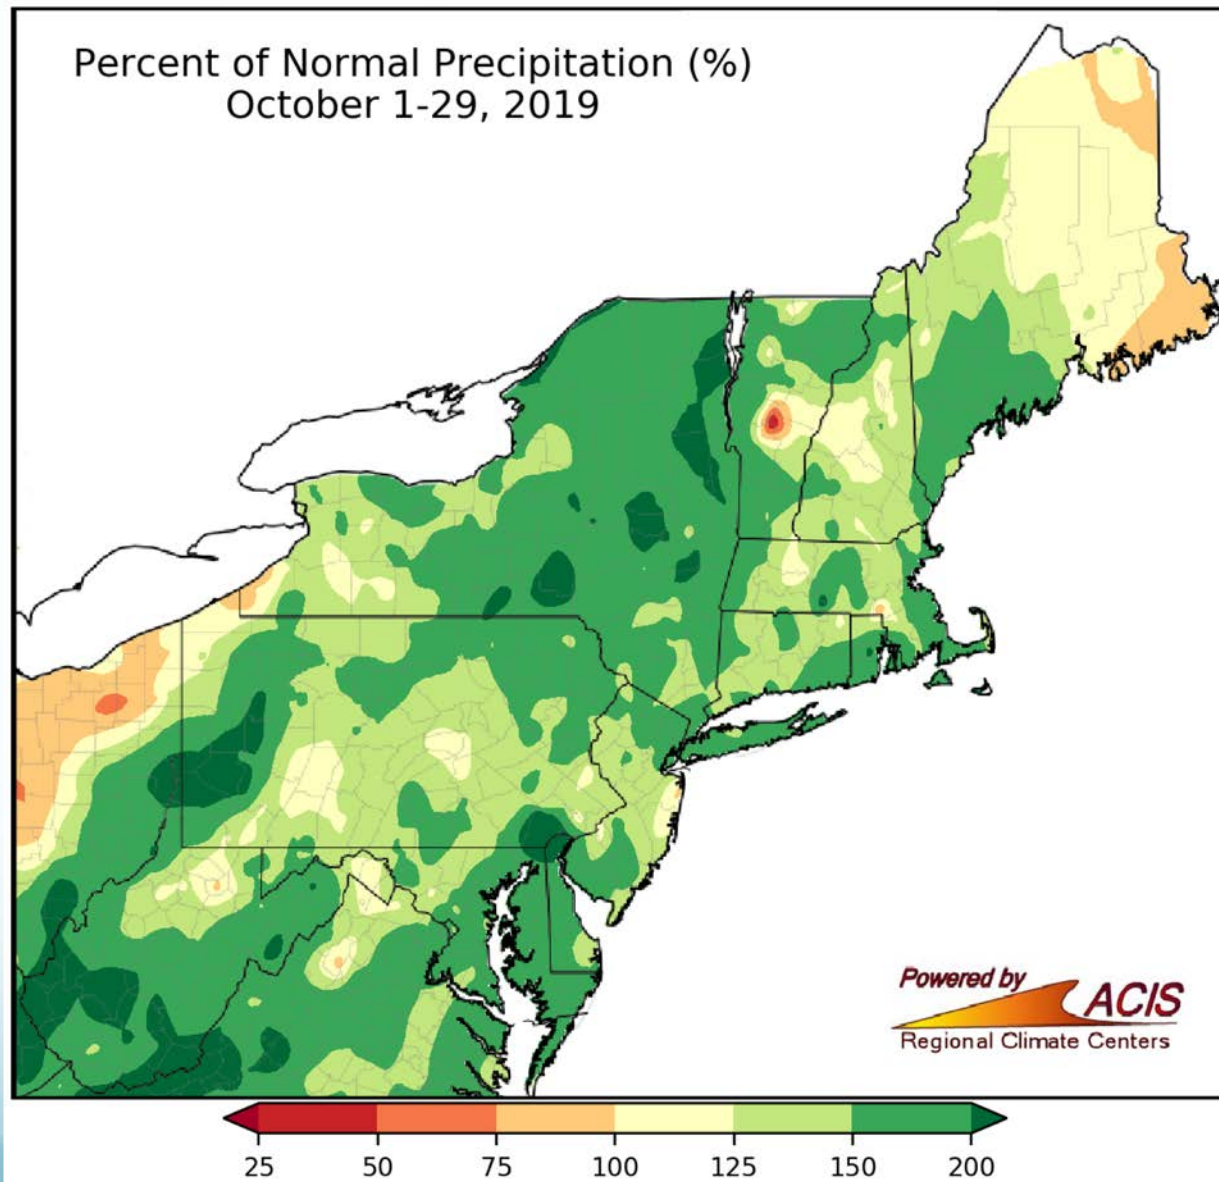 Percent of Normal Precipitation (%)
October 1-29, 2019
Powered by
ACIS
Regional Climate Centers
25 50 75 100 125 150 200